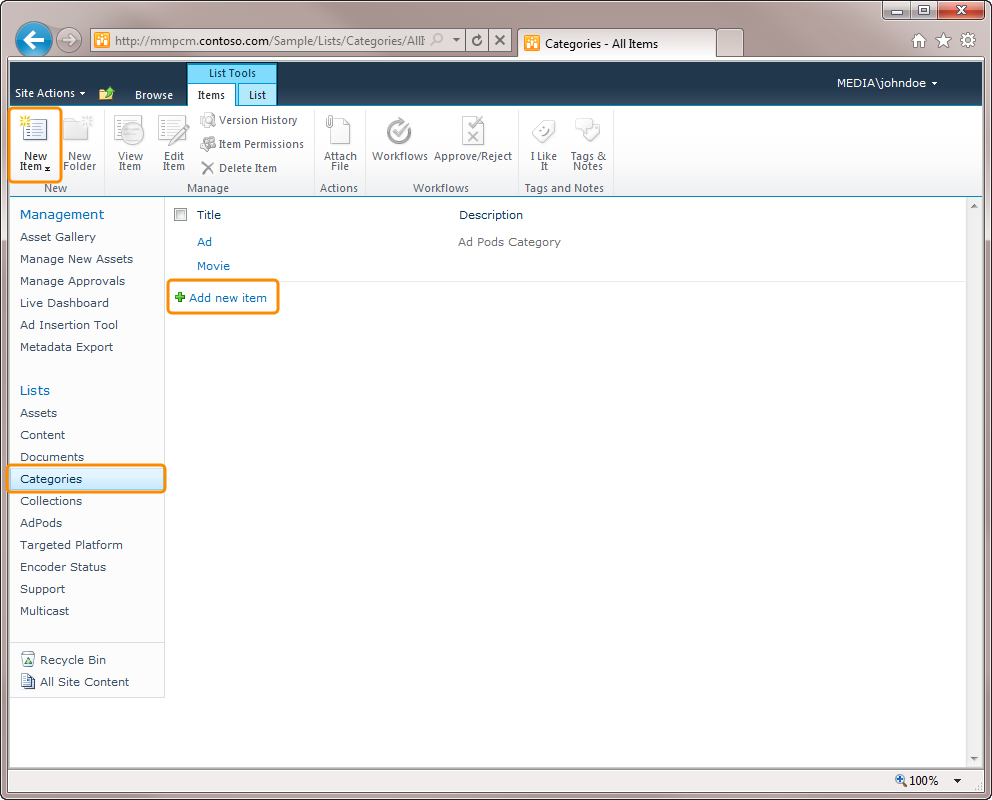 http://mmpcm.contoso.com/Sample/Lists/Categories/AllI
Categories - All Items
List Tools
MEDIA\johndoe
Site Actions
Browse
Items
List
New Item
New Folder
New
View Item
Edit Item
Version History
Item Permissions
Delete Item
Manage
Attach File
Actions
Workflows
Approve/Reject
Workflows
I Like It
Tags & Notes
Tags and Notes
Management
Asset Gallery
Manage New Assets
Manage Approvals
Live Dashboard
Ad Insertion Tool
Metadata Export
Lists
Assets
Content
Documents
Categories
Collections
AdPods
Targeted Platform
Encoder Status
Support
Multicast
Recycle Bin
All Site Content
Title Description
Ad Ad Pods Category
Movie
Add new item
100%